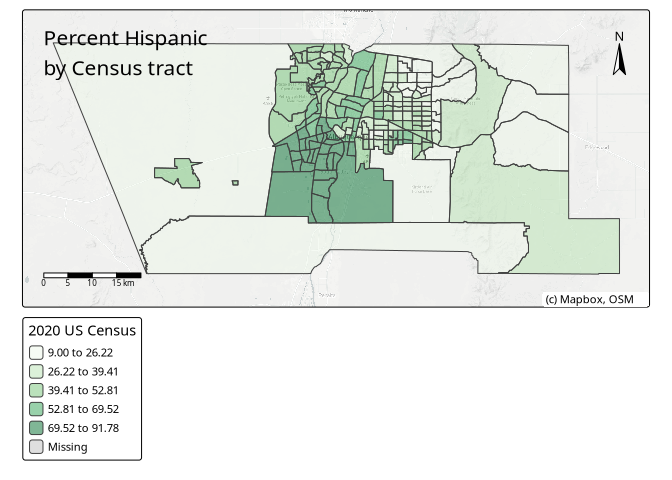 Percent Hispanic
by Census tract
N
0 5 10 15 km
(c) Mapbox, OSM
2020 US Census
9.00 to 26.22
26.22 to 39.41
39.41 to 52.81
52.81 to 69.52
69.52 to 91.78
Missing